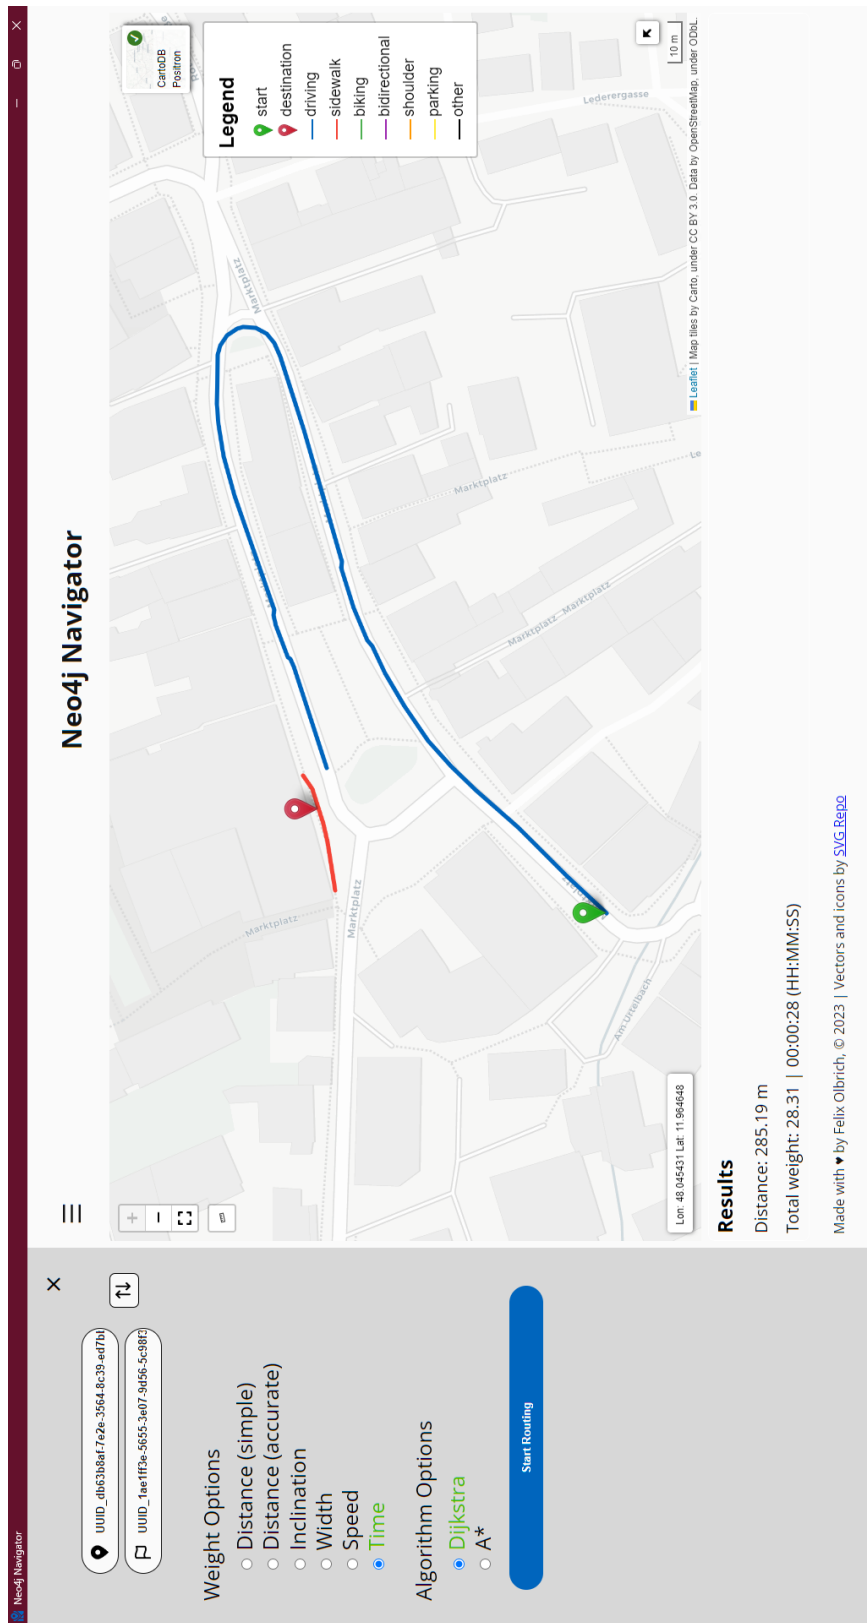 Neo4j Navigator
UUID_db63b8af-7e2e-3564-8c39-ed7bl
UUID_1ae1ff3e-5655-3e07-9d56-5c98f3
Weight Options
Distance (simple)
Distance (accurate)
Inclination
Width
Speed
Time
Algorithm Options
Dijkstra
A*
Start Routing
Neo4j Navigator
CartoDB
Positron
Legend
start
destination
driving
sidewalk
biking
bidirectional
shoulder
parking
other
Marktplatz
Lederergasse
Marktplatz
Marktplatz Marktplatz
Marktplatz
Marktplatz
Am Urtelbach
Le
10 m
Lon: 48.045431 Lat: 11.964648
Leaflet | Map tiles by Carto, under CC BY 3.0. Data by OpenStreetMap, under ODbL.
Results
Distance: 285.19 m
Total weight: 28.31 | 00:00:28 (HH:MM:SS)
Made with ♥ by Felix Olbrich, © 2023 | Vectors and icons by SVG Repo